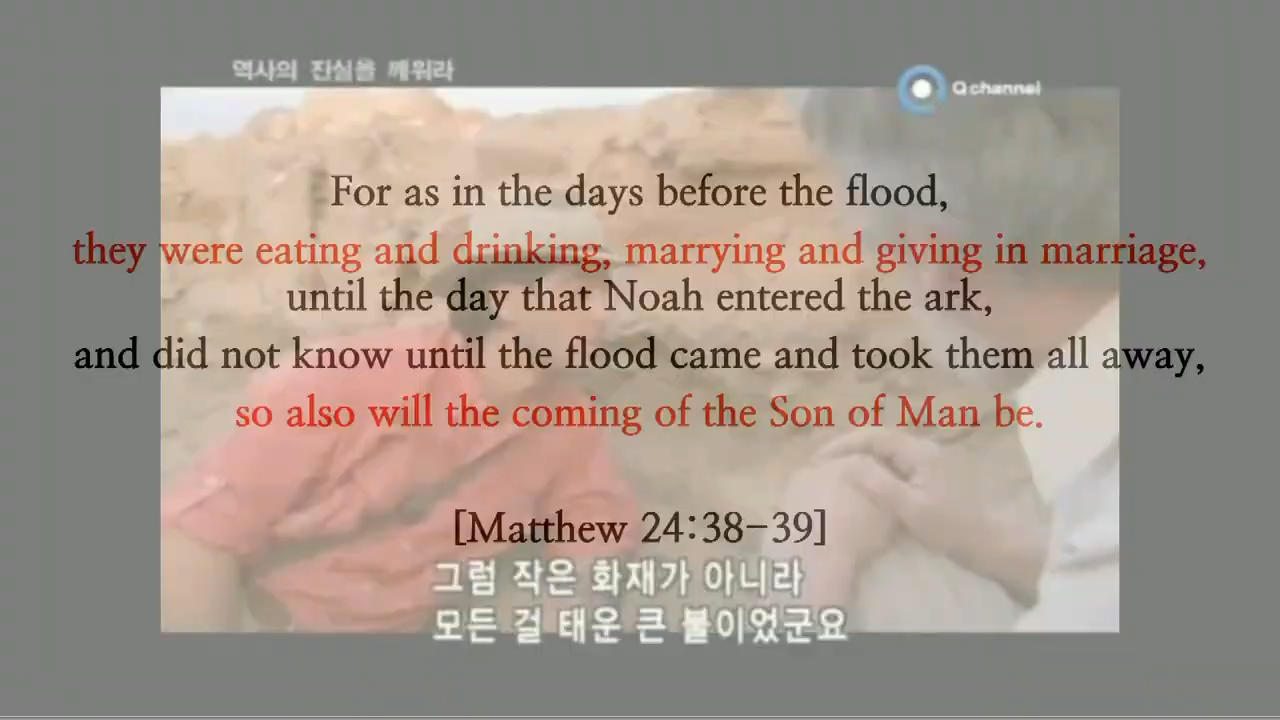 역사의 진실을 깨워라
Q channel
For as in the days before the flood,
they were eating and drinking, marrying and giving in marriage,
until the day that Noah entered the ark,
and did not know until the flood came and took them all away,
so also will the coming of the Son of Man be.
[Matthew 24:38-39]
그럼 작은 화재가 아니라
모든 걸 태운 큰 불이었군요